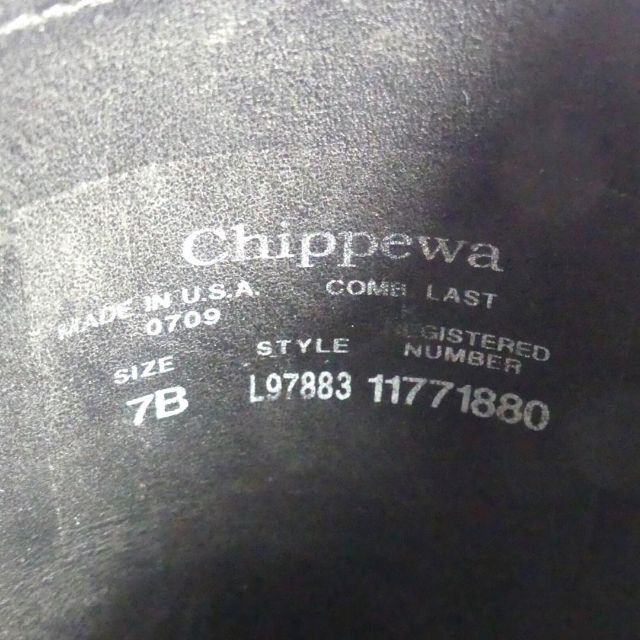 Chippewa
MADE IN U.S.A. COMB LAST
0709
SIZE STYLE REGISTERED NUMBER
7B L97883 11771880